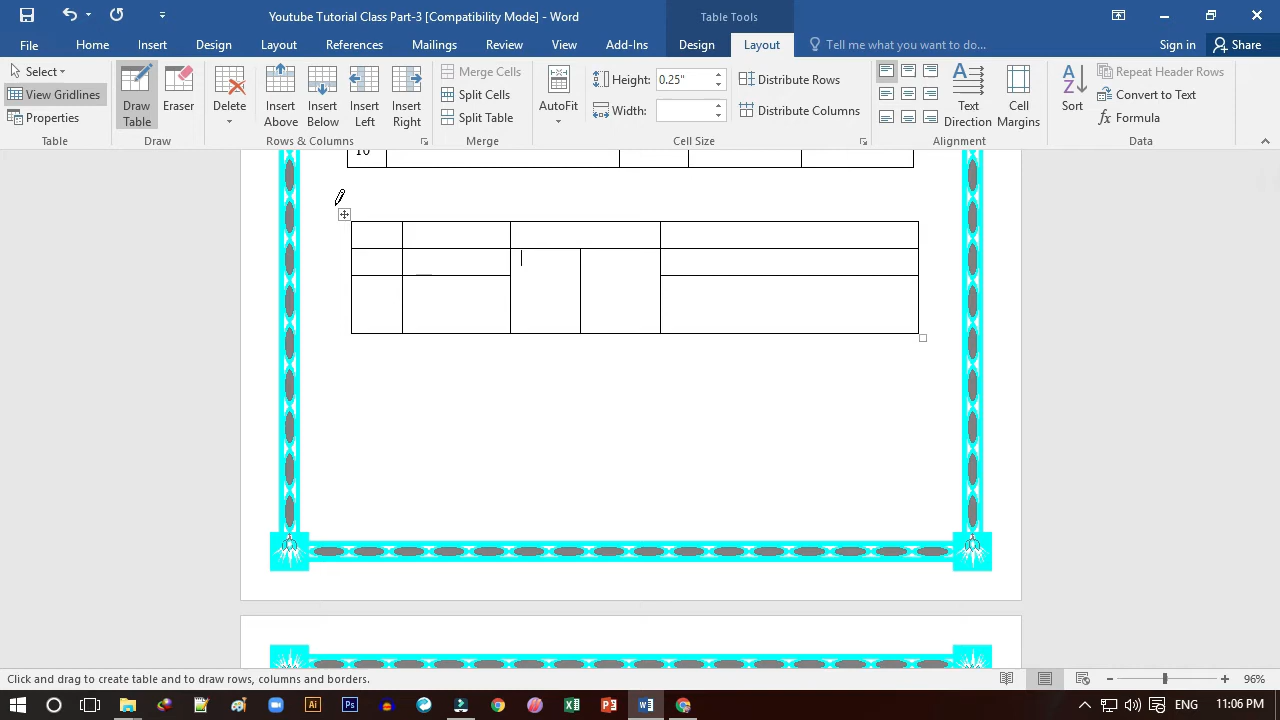 Youtube Tutorial Class Part-3 [Compatibility Mode] - Word
Table Tools
File Home Insert Design Layout References Mailings Review View Add-Ins Design Layout Tell me what you want to do... Sign in Share
Select
View Gridlines
Properties
Table
Draw Table
Eraser
Draw
Delete
Insert Above
Insert Below
Insert Left
Insert Right
Rows & Columns
Merge Cells
Split Cells
Split Table
Merge
AutoFit
Height: 0.25"
Width:
Distribute Rows
Distribute Columns
Cell Size
Text Direction
Cell Margins
Alignment
Sort
Repeat Header Rows
Convert to Text
Formula
Data
10
Click and drag to create table and to draw rows, columns and borders.
96%
ENG 11:06 PM